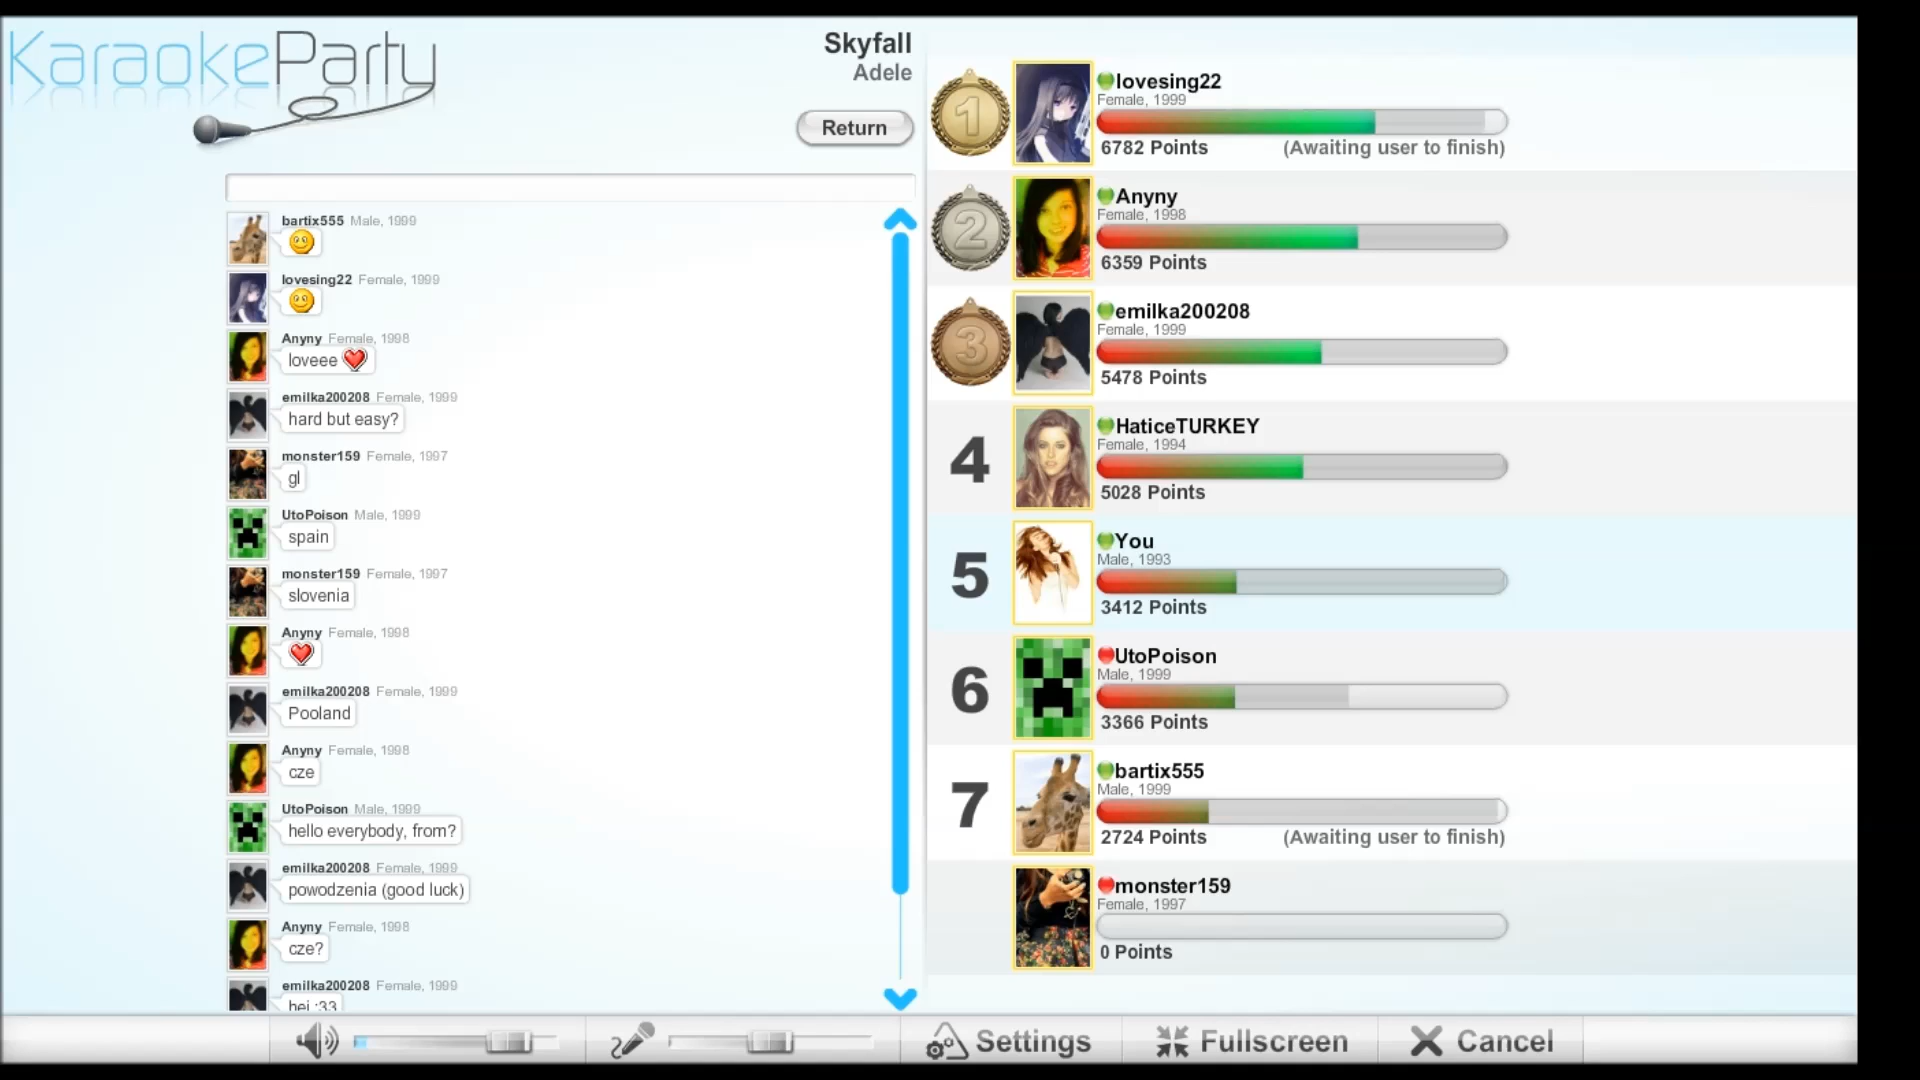 KaraokeParty
Skyfall
Adele
Return
bartix555 Male, 1999
lovesing22 Female, 1999
Anyny Female, 1998
loveee
emilka200208 Female, 1999
hard but easy?
monster159 Female, 1997
gl
UtoPoison Male, 1999
spain
monster159 Female, 1997
slovenia
Anyny Female, 1998
emilka200208 Female, 1999
Pooland
Anyny Female, 1998
cze
UtoPoison Male, 1999
hello everybody, from?
emilka200208 Female, 1999
powodzenia (good luck)
Anyny Female, 1998
cze?
emilka200208 Female, 1999
hej :33
1
lovesing22
Female, 1999
6782 Points (Awaiting user to finish)
2
Anyny
Female, 1998
6359 Points
3
emilka200208
Female, 1999
5478 Points
4
HaticeTURKEY
Female, 1994
5028 Points
5
You
Male, 1993
3412 Points
6
UtoPoison
Male, 1999
3366 Points
7
bartix555
Male, 1999
2724 Points (Awaiting user to finish)
monster159
Female, 1997
0 Points
Settings
Fullscreen
Cancel